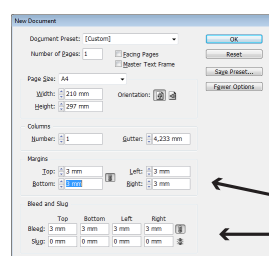 New Document
Document Preset: [Custom] OK
Number of Pages: 1 Facing Pages Reset
Master Text Frame
Save Preset...
Page Size: A4 Fewer Options
Width: 210 mm Orientation:
Height: 297 mm
Columns
Number: 1 Gutter: 4,233 mm
Margins
Top: 3 mm Left: 3 mm
Bottom: 3 mm Right: 3 mm
Bleed and Slug
Top Bottom Left Right
Bleed: 3 mm 3 mm 3 mm 3 mm
Slug: 0 mm 0 mm 0 mm 0 mm